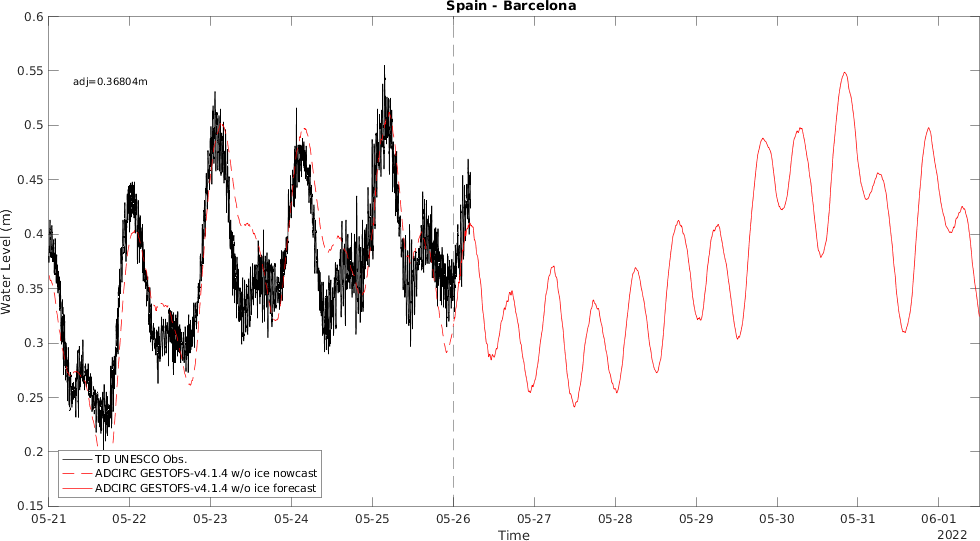 Spain - Barcelona
adj=0.36804m
Water Level (m)
0.6
0.55
0.5
0.45
0.4
0.35
0.3
0.25
0.2
0.15
TD UNESCO Obs.
ADCIRC GESTOFS-v4.1.4 w/o ice nowcast
ADCIRC GESTOFS-v4.1.4 w/o ice forecast
05-21 05-22 05-23 05-24 05-25 05-26 05-27 05-28 05-29 05-30 05-31 06-01
Time
2022